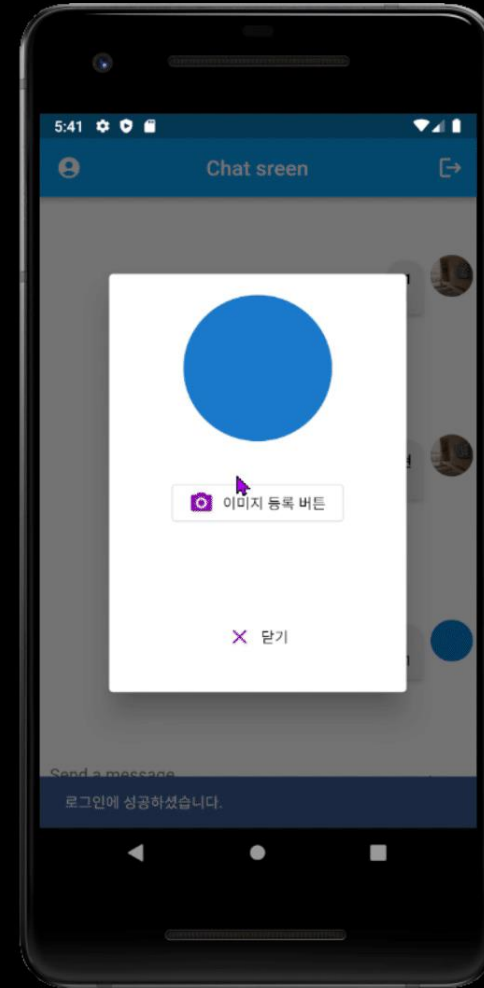 5:41
Chat sreen
이미지 등록 버튼
닫기
Send a message
로그인에 성공하셨습니다.